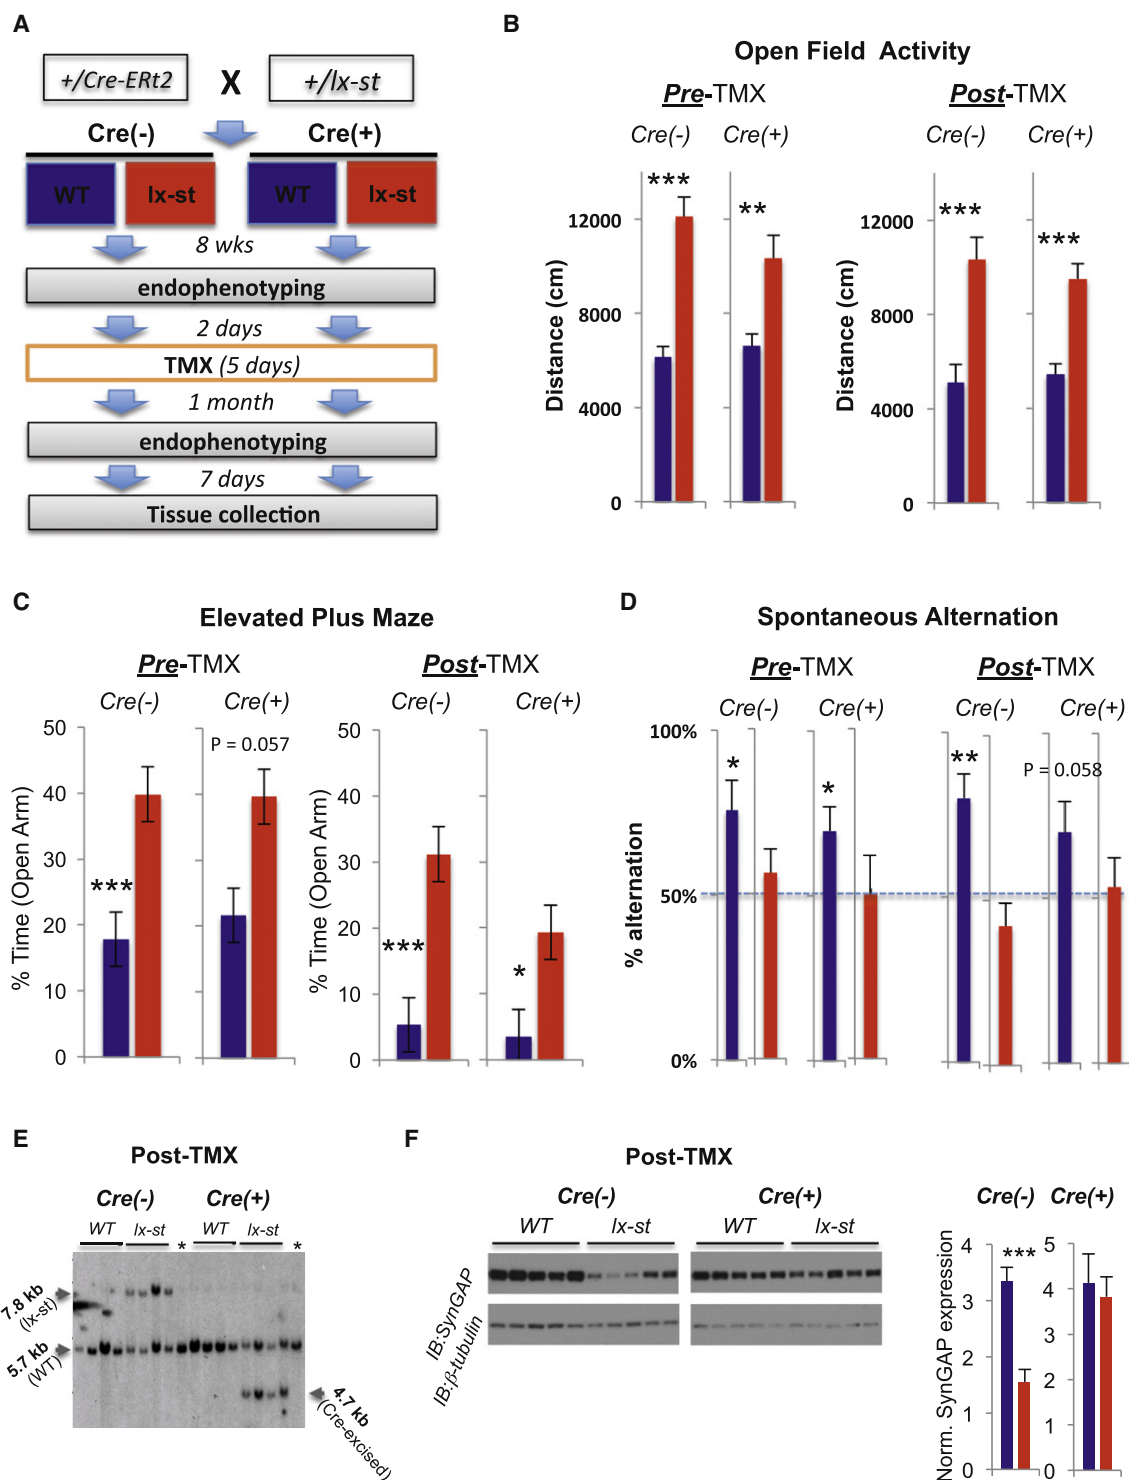 A
+/Cre-ERt2 X +/lx-st
Cre(-) Cre(+)
WT lx-st WT lx-st
8 wks
endophenotyping
2 days
TMX (5 days)
1 month
endophenotyping
7 days
Tissue collection
B
Open Field Activity
Pre-TMX Post-TMX
Cre(-) Cre(+) Cre(-) Cre(+)
*** ** *** ***
Distance (cm)
12000
8000
4000
0
Distance (cm)
12000
8000
4000
0
C
Elevated Plus Maze
Pre-TMX Post-TMX
Cre(-) Cre(+) Cre(-) Cre(+)
P = 0.057
*** *** *
% Time (Open Arm)
50
40
30
20
10
0
% Time (Open Arm)
50
40
30
20
10
0
D
Spontaneous Alternation
Pre-TMX Post-TMX
Cre(-) Cre(+) Cre(-) Cre(+)
* * ** P = 0.058
% alternation
100%
50%
0%
E
Post-TMX
Cre(-) Cre(+)
WT lx-st * WT lx-st *
7.8 kb
(lx-st)
5.7 kb
(WT)
4.7 kb
(Cre-excised)
F
Post-TMX
Cre(-) Cre(+)
WT lx-st WT lx-st
IB:SynGAP
IB:β-tubulin
Cre(-) Cre(+)
***
Norm. SynGAP expression
4
3
2
1
0
5
4
3
2
1
0